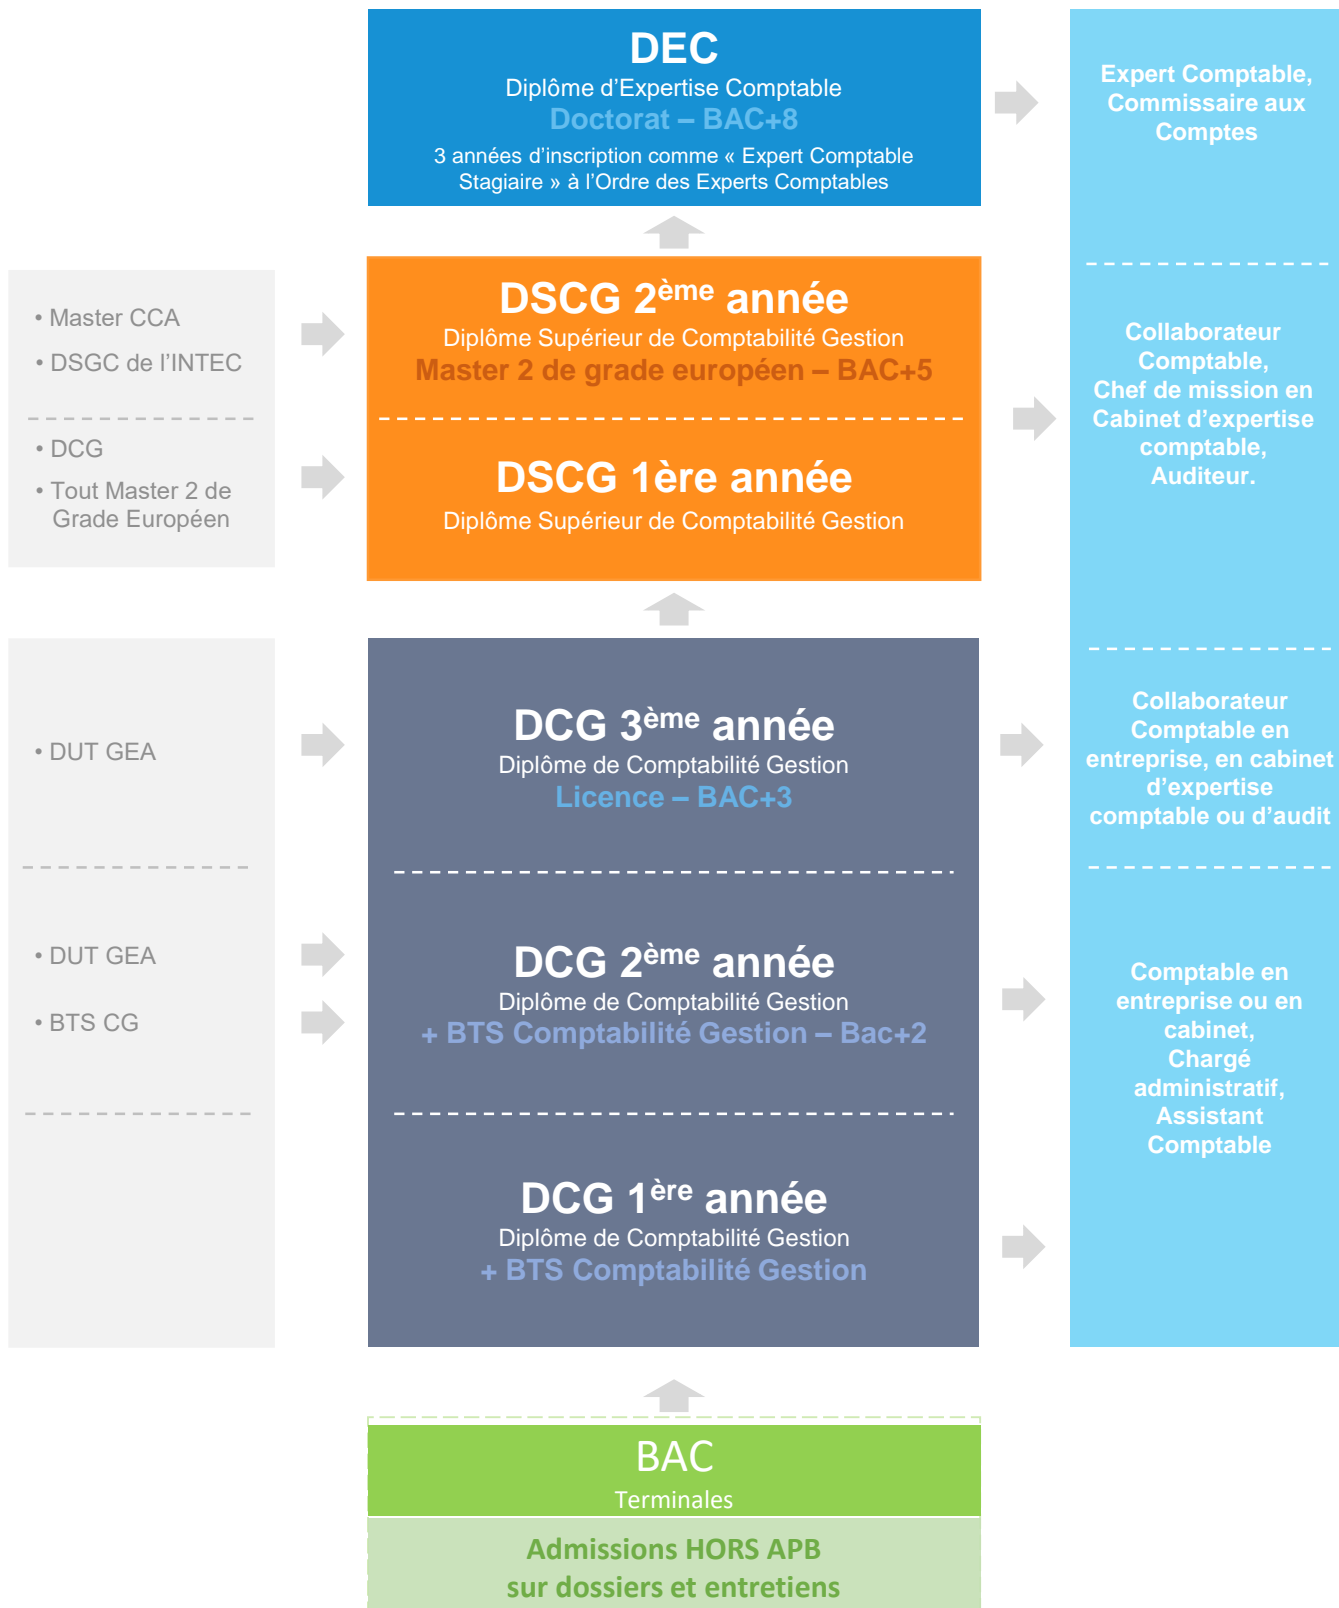 DEC
Diplôme d'Expertise Comptable
Doctorat – BAC+8
3 années d'inscription comme « Expert Comptable
Stagiaire » à l'Ordre des Experts Comptables
Expert Comptable,
Commissaire aux
Comptes
• Master CCA
• DSGC de l'INTEC
• DCG
• Tout Master 2 de
Grade Européen
DSCG 2ème année
Diplôme Supérieur de Comptabilité Gestion
Master 2 de grade européen – BAC+5
DSCG 1ère année
Diplôme Supérieur de Comptabilité Gestion
Collaborateur
Comptable,
Chef de mission en
Cabinet d'expertise
comptable,
Auditeur.
• DUT GEA
DCG 3ème année
Diplôme de Comptabilité Gestion
Licence – BAC+3
Collaborateur
Comptable en
entreprise, en cabinet
d'expertise
comptable ou d'audit
• DUT GEA
• BTS CG
DCG 2ème année
Diplôme de Comptabilité Gestion
+ BTS Comptabilité Gestion – Bac+2
Comptable en
entreprise ou en
cabinet,
Chargé
administratif,
Assistant
Comptable
DCG 1ère année
Diplôme de Comptabilité Gestion
+ BTS Comptabilité Gestion
BAC
Terminales
Admissions HORS APB
sur dossiers et entretiens